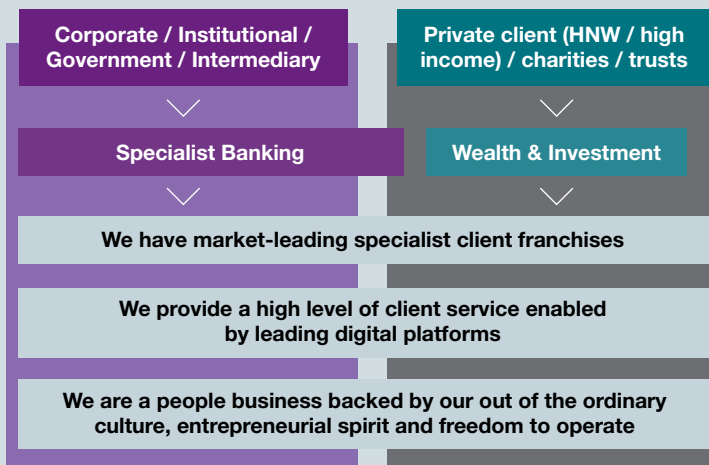 Corporate / Institutional /
Government / Intermediary
Private client (HNW / high
income) / charities / trusts
Specialist Banking
Wealth & Investment
We have market-leading specialist client franchises
We provide a high level of client service enabled
by leading digital platforms
We are a people business backed by our out of the ordinary
culture, entrepreneurial spirit and freedom to operate